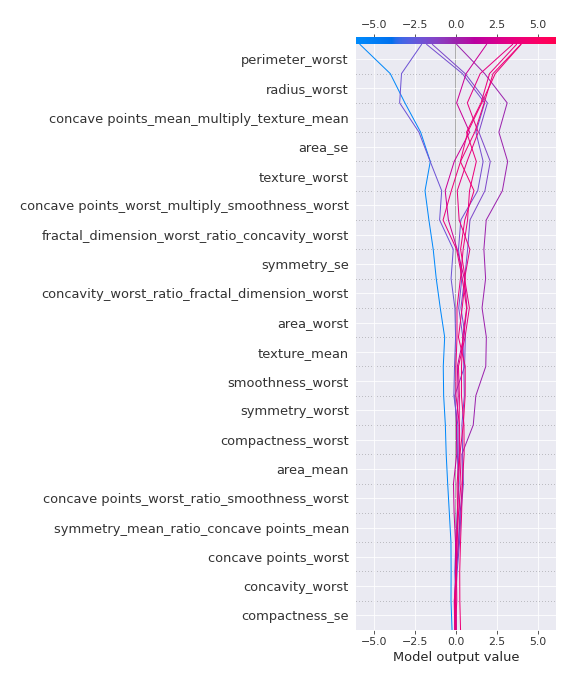 −5.0 −2.5 0.0 2.5 5.0
perimeter_worst
radius_worst
concave points_mean_multiply_texture_mean
area_se
texture_worst
concave points_worst_multiply_smoothness_worst
fractal_dimension_worst_ratio_concavity_worst
symmetry_se
concavity_worst_ratio_fractal_dimension_worst
area_worst
texture_mean
smoothness_worst
symmetry_worst
compactness_worst
area_mean
concave points_worst_ratio_smoothness_worst
symmetry_mean_ratio_concave points_mean
concave points_worst
concavity_worst
compactness_se
−5.0 −2.5 0.0 2.5 5.0
Model output value